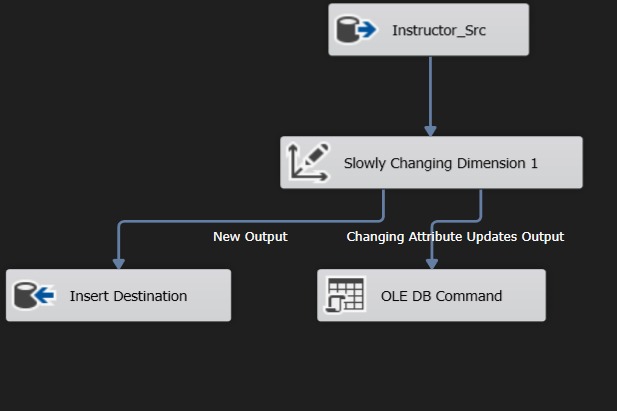 Instructor_Src
Slowly Changing Dimension 1
New Output
Changing Attribute Updates Output
Insert Destination
OLE DB Command